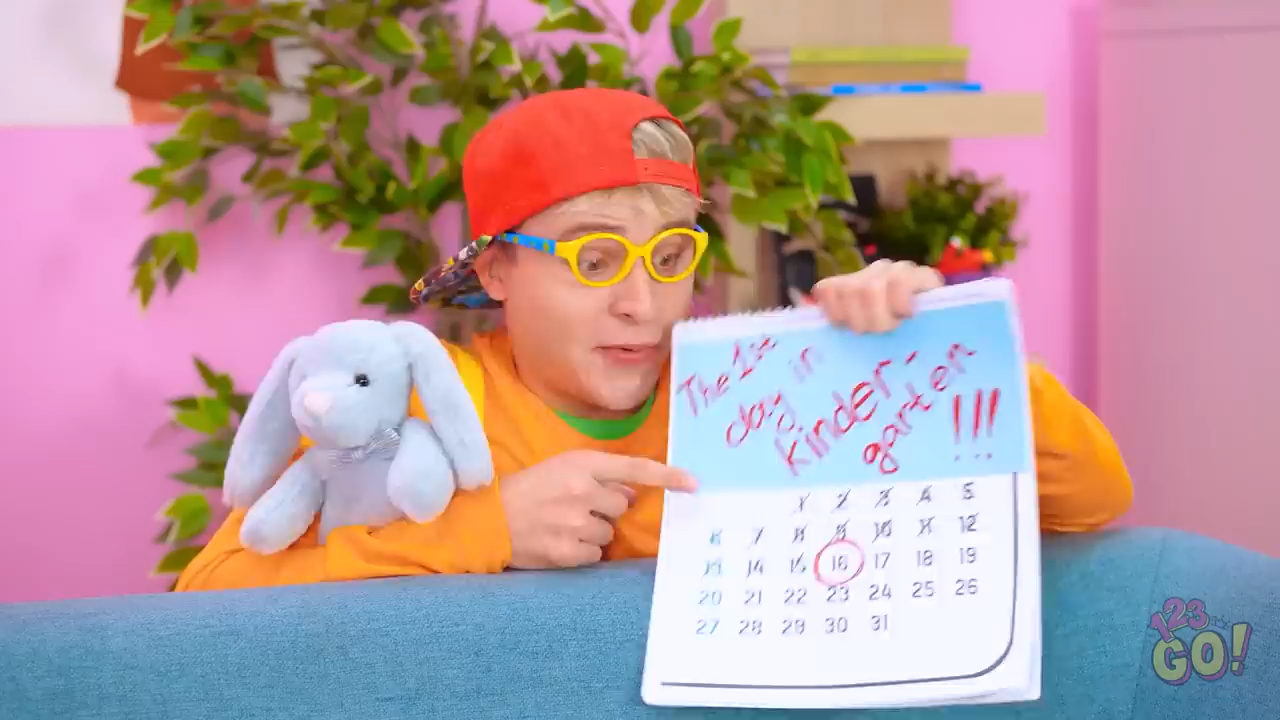 The 1st
day in
kinder-
garten
!!!
1 2 3 4 5
6 7 8 9 10 11 12
13 14 15 16 17 18 19
20 21 22 23 24 25 26
27 28 29 30 31
123
GO!